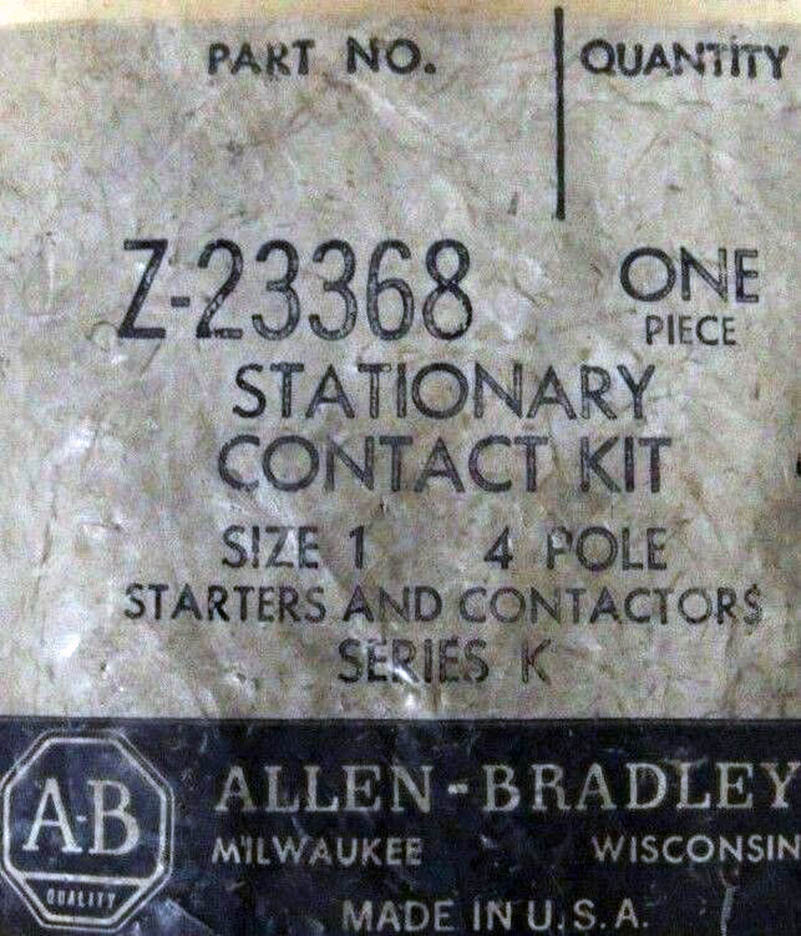 PART NO. QUANTITY
Z-23368 ONE
PIECE
STATIONARY
CONTACT KIT
SIZE 1 4 POLE
STARTERS AND CONTACTORS
SERIES K
A-B ALLEN-BRADLEY
MILWAUKEE WISCONSIN
QUALITY
MADE IN U.S.A.